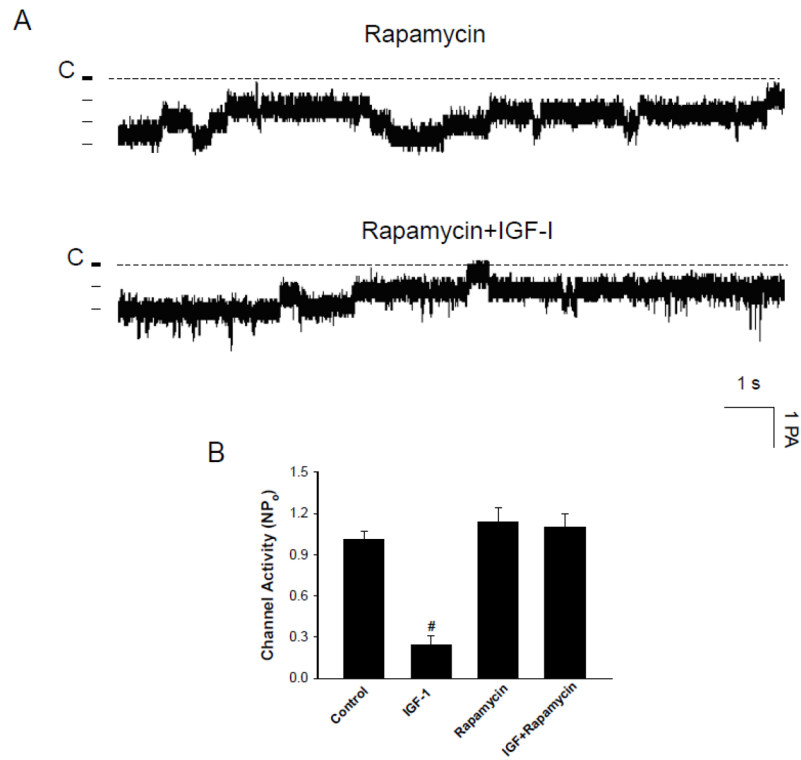 A
Rapamycin
C
Rapamycin+IGF-I
C
1 s
1 PA
B
Channel Activity (NPo)
1.5
1.2
0.9
0.6
0.3
0.0
#
Control
IGF-1
Rapamycin
IGF+Rapamycin